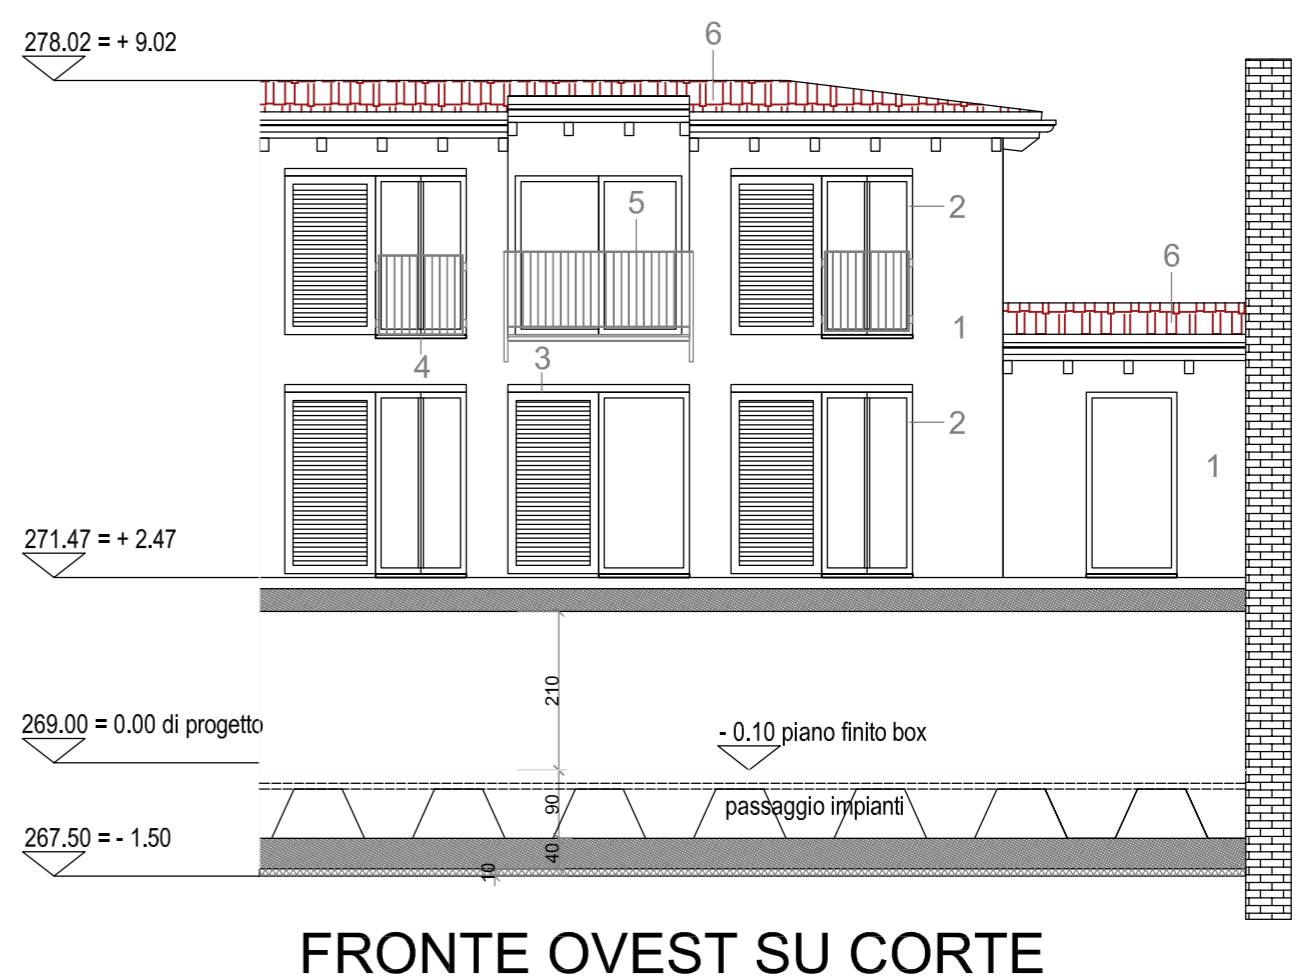 278.02 = + 9.02
6
5
2
6
1
4
3
2
1
271.47 = + 2.47
210
269.00 = 0.00 di progetto
- 0.10 piano finito box
90
passaggio impianti
267.50 = - 1.50
40
10
FRONTE OVEST SU CORTE